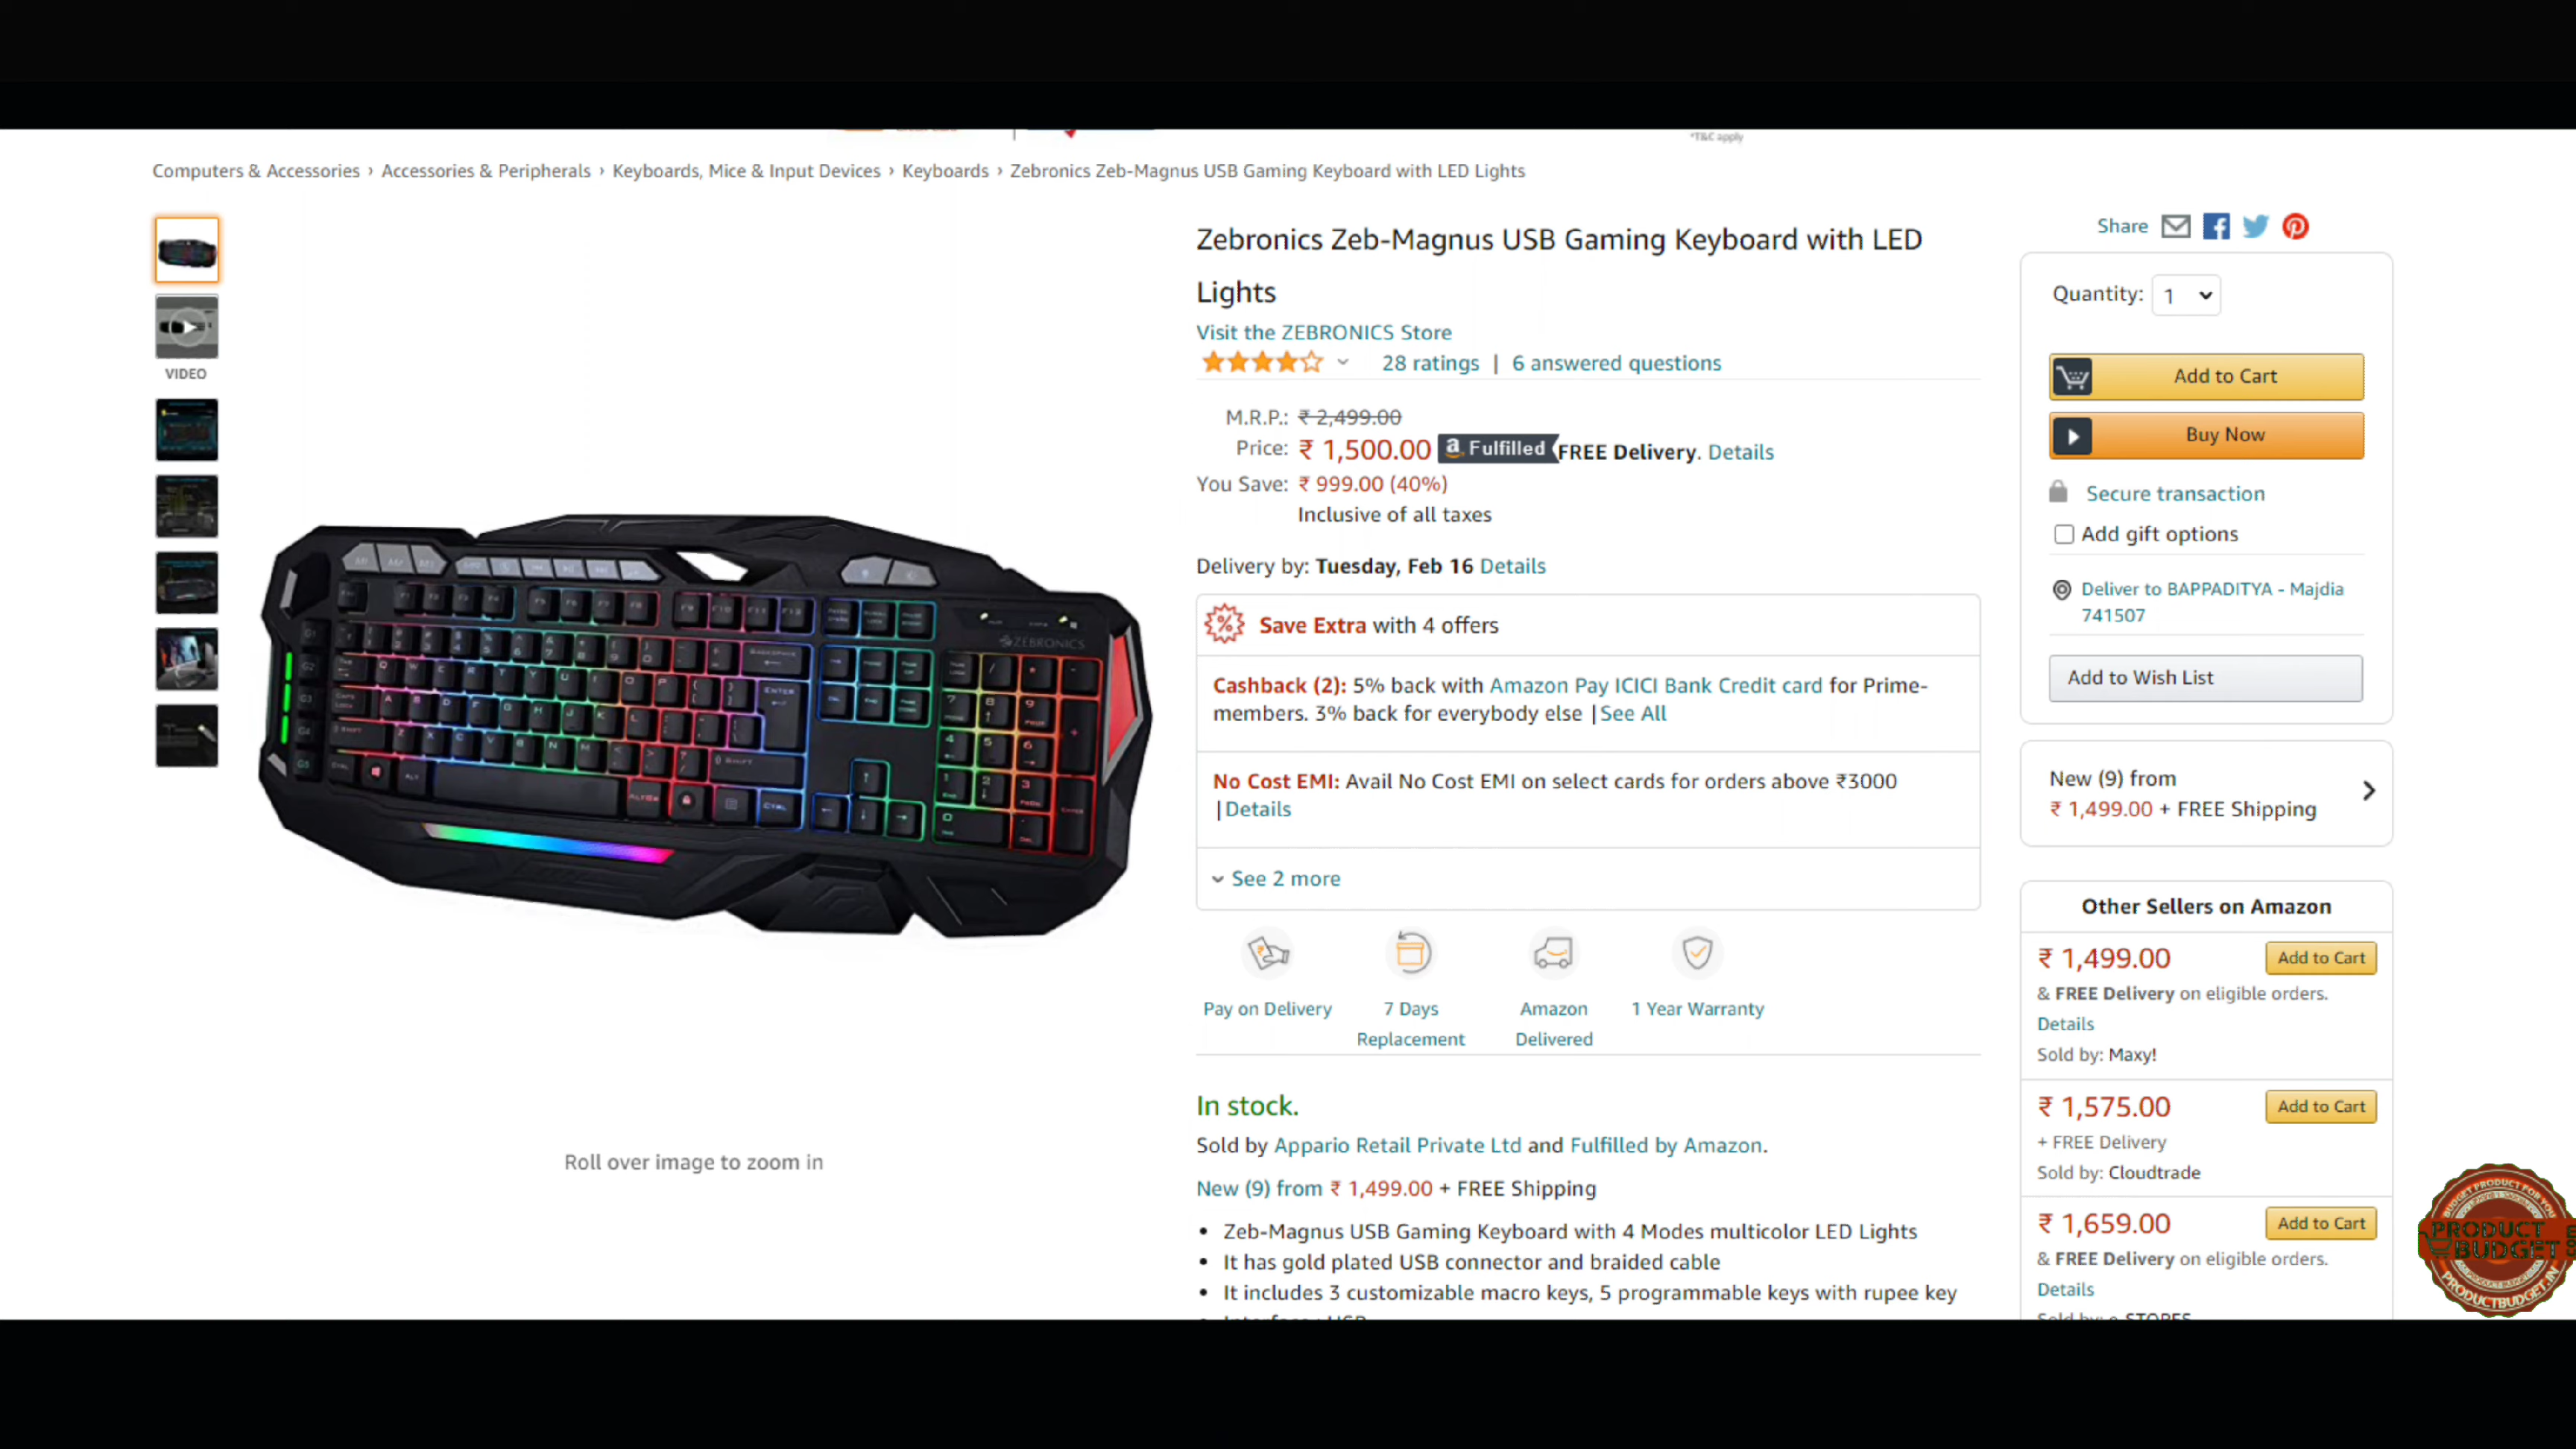 *T&C apply
Computers & Accessories › Accessories & Peripherals › Keyboards, Mice & Input Devices › Keyboards › Zebronics Zeb-Magnus USB Gaming Keyboard with LED Lights
VIDEO
ZEBRONICS
Roll over image to zoom in
Zebronics Zeb-Magnus USB Gaming Keyboard with LED
Lights
Visit the ZEBRONICS Store
28 ratings | 6 answered questions
M.R.P.: ₹ 2,499.00
Price: ₹ 1,500.00 a Fulfilled FREE Delivery. Details
You Save: ₹ 999.00 (40%)
Inclusive of all taxes
Delivery by: Tuesday, Feb 16 Details
Save Extra with 4 offers
Cashback (2): 5% back with Amazon Pay ICICI Bank Credit card for Prime-
members. 3% back for everybody else |See All
No Cost EMI: Avail No Cost EMI on select cards for orders above ₹3000
|Details
See 2 more
Pay on Delivery
7 Days
Replacement
Amazon
Delivered
1 Year Warranty
In stock.
Sold by Appario Retail Private Ltd and Fulfilled by Amazon.
New (9) from ₹ 1,499.00 + FREE Shipping
• Zeb-Magnus USB Gaming Keyboard with 4 Modes multicolor LED Lights
• It has gold plated USB connector and braided cable
• It includes 3 customizable macro keys, 5 programmable keys with rupee key
Share
Quantity: 1
Add to Cart
Buy Now
Secure transaction
Add gift options
Deliver to BAPPADITYA - Majdia
741507
Add to Wish List
New (9) from
₹ 1,499.00 + FREE Shipping
Other Sellers on Amazon
₹ 1,499.00 Add to Cart
& FREE Delivery on eligible orders.
Details
Sold by: Maxy!
₹ 1,575.00 Add to Cart
+ FREE Delivery
Sold by: Cloudtrade
₹ 1,659.00 Add to Cart
& FREE Delivery on eligible orders.
Details
BUDGET PRODUCT FOR YOU
PRODUCT
BUDGET
PRODUCTBUDGET.IN